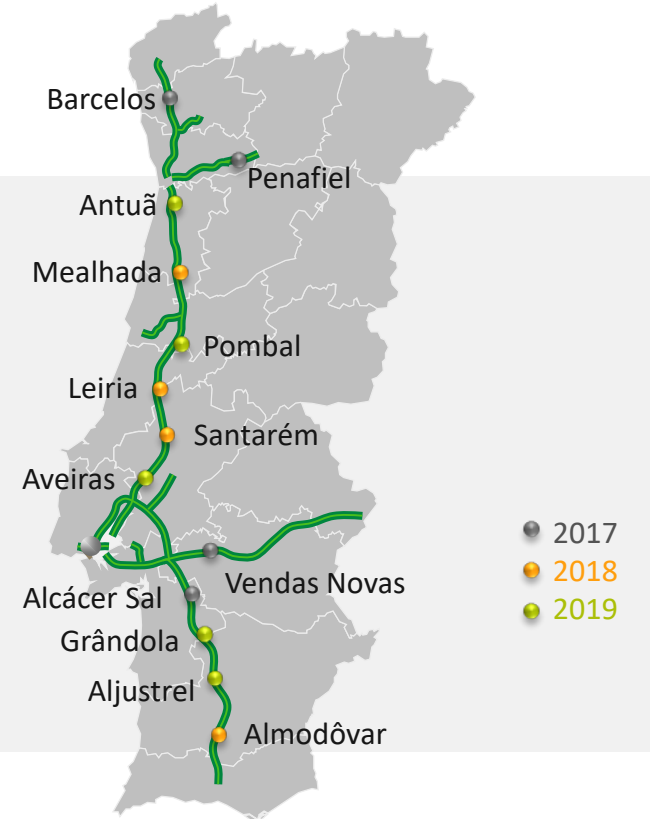 Barcelos
Penafiel
Antuã
Mealhada
Pombal
Leiria
Santarém
Aveiras
2017
2018
2019
Vendas Novas
Alcácer Sal
Grândola
Aljustrel
Almodôvar